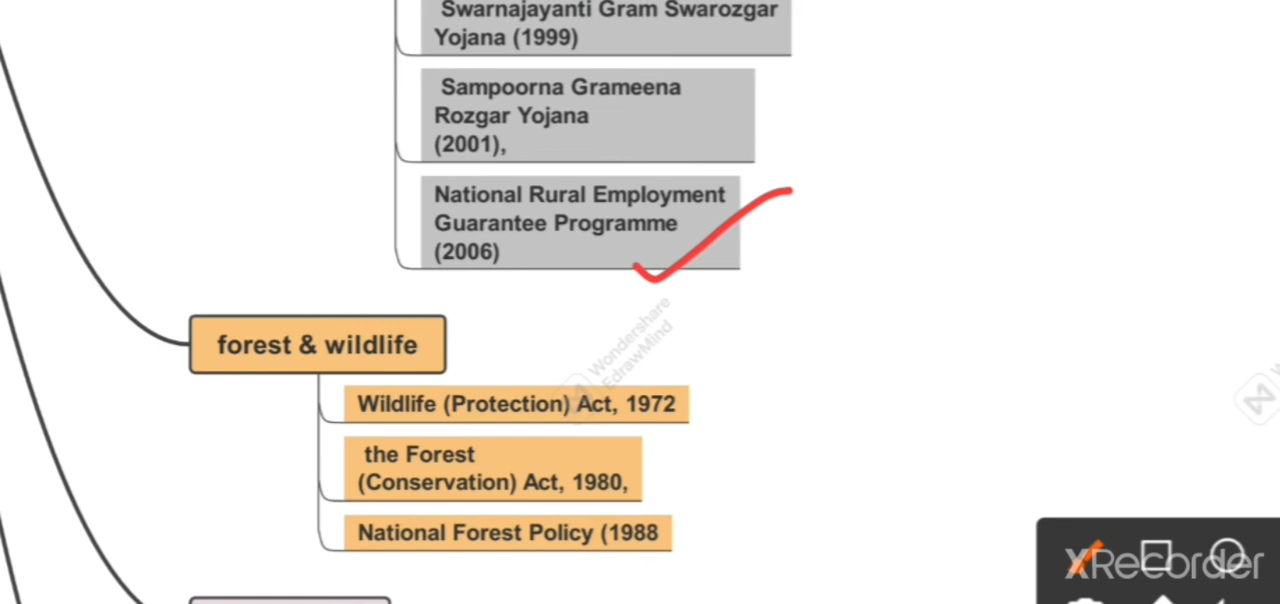 Swarnajayanti Gram Swarozgar
Yojana (1999)
Sampoorna Grameena
Rozgar Yojana
(2001),
National Rural Employment
Guarantee Programme
(2006)
forest & wildlife
Wildlife (Protection) Act, 1972
the Forest
(Conservation) Act, 1980,
National Forest Policy (1988
Wondershare
EdrawMind
XRecorder